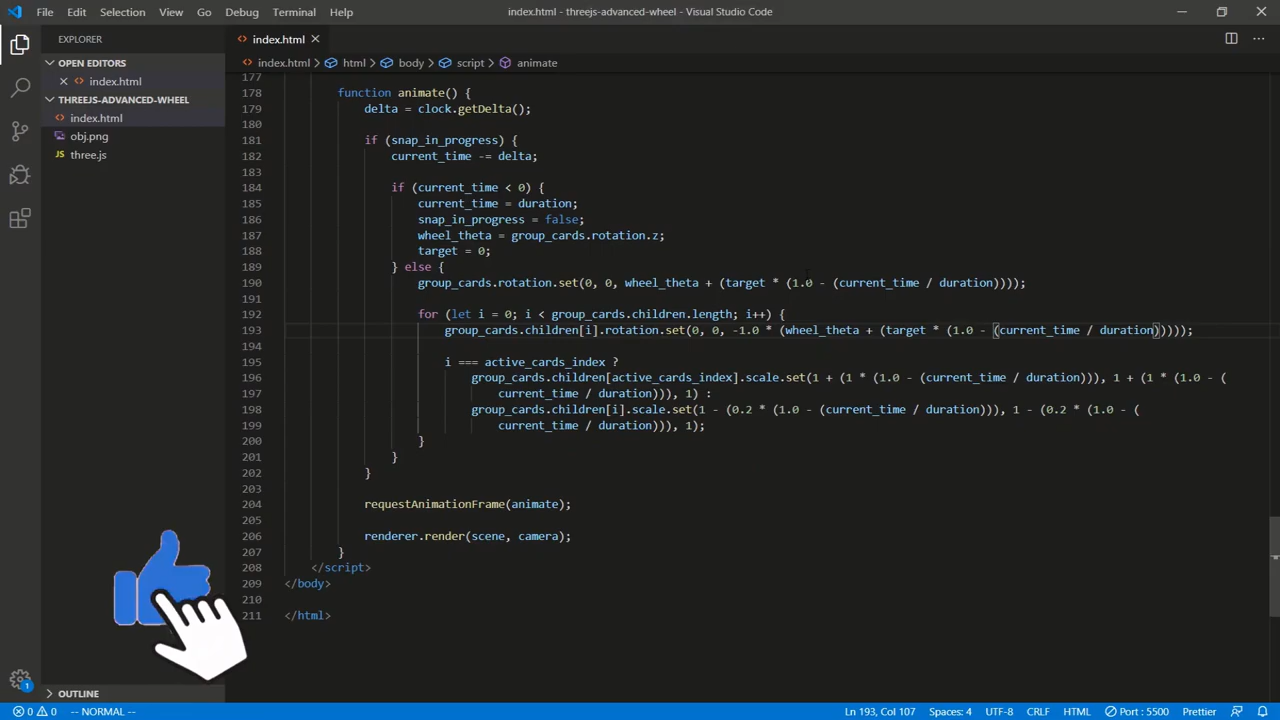 File Edit Selection View Go Debug Terminal Help
index.html - threejs-advanced-wheel - Visual Studio Code
EXPLORER
OPEN EDITORS
index.html
THREEJS-ADVANCED-WHEEL
index.html
obj.png
JS three.js
OUTLINE
index.html
index.html > html > body > script > animate
177
178 function animate() {
179 delta = clock.getDelta();
180
181 if (snap_in_progress) {
182 current_time -= delta;
183
184 if (current_time < 0) {
185 current_time = duration;
186 snap_in_progress = false;
187 wheel_theta = group_cards.rotation.z;
188 target = 0;
189 } else {
190 group_cards.rotation.set(0, 0, wheel_theta + (target * (1.0 - (current_time / duration))));
191
192 for (let i = 0; i < group_cards.children.length; i++) {
193 group_cards.children[i].rotation.set(0, 0, -1.0 * (wheel_theta + (target * (1.0 - (current_time / duration)))));
195 i === active_cards_index ?
196 group_cards.children[active_cards_index].scale.set(1 + (1 * (1.0 - (current_time / duration))), 1 + (1 * (1.0 - (
197 current_time / duration))), 1) :
198 group_cards.children[i].scale.set(1 - (0.2 * (1.0 - (current_time / duration))), 1 - (0.2 * (1.0 - (
199 current_time / duration))), 1);
200 }
201 }
202 }
203
204 requestAnimationFrame(animate);
205
206 renderer.render(scene, camera);
207 }
208 </script>
209 </body>
210
211 </html>
1
0 0 -- NORMAL -- Ln 193, Col 107 Spaces: 4 UTF-8 CRLF HTML Port : 5500 Prettier